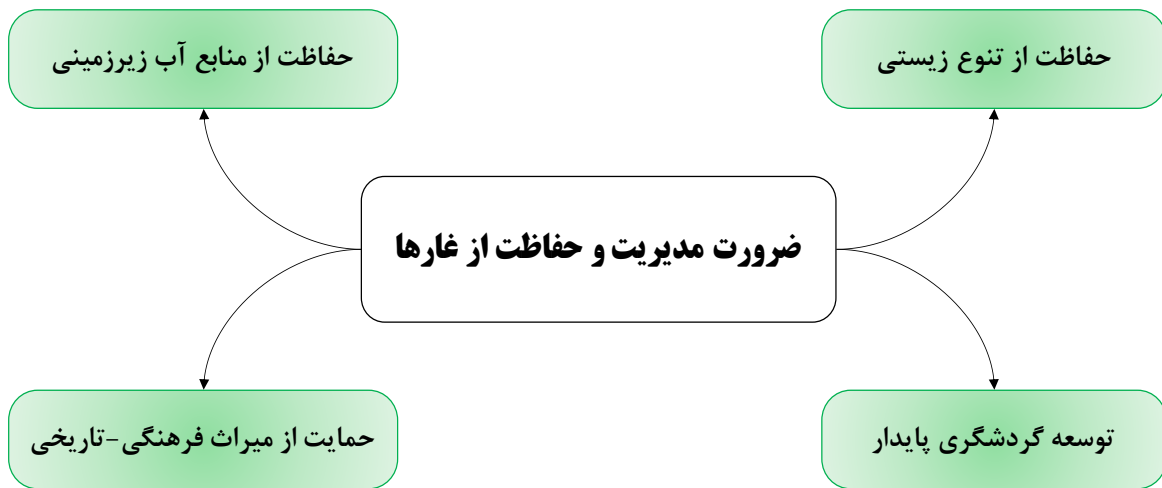 حفاظت از تنوع زیستی
حفاظت از منابع آب زیرزمینی
ضرورت مدیریت و حفاظت از غارها
توسعه گردشگری پایدار
حمایت از میراث فرهنگی-تاریخی